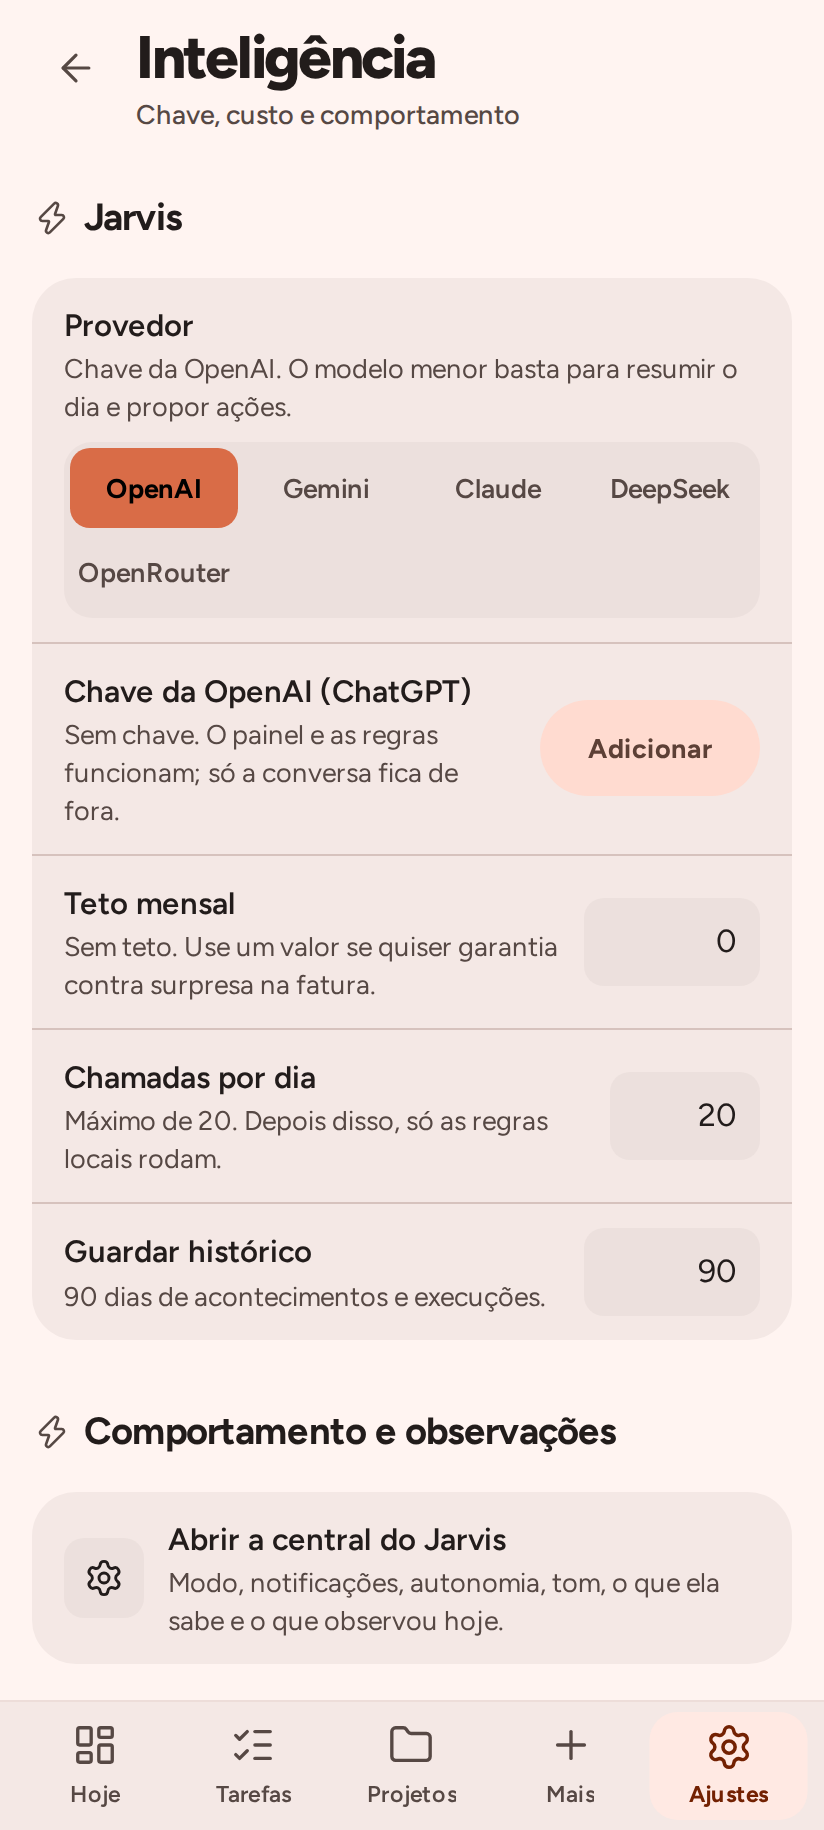 Inteligência
Chave, custo e comportamento
Jarvis
Provedor
Chave da OpenAI. O modelo menor basta para resumir o
dia e propor ações.
OpenAI
Gemini
Claude
DeepSeek
OpenRouter
Chave da OpenAI (ChatGPT)
Sem chave. O painel e as regras
funcionam; só a conversa fica de
fora.
Adicionar
Teto mensal
Sem teto. Use um valor se quiser garantia
contra surpresa na fatura.
0
Chamadas por dia
Máximo de 20. Depois disso, só as regras
locais rodam.
20
Guardar histórico
90 dias de acontecimentos e execuções.
90
Comportamento e observações
Abrir a central do Jarvis
Modo, notificações, autonomia, tom, o que ela
sabe e o que observou hoje.
Hoje
Tarefas
Projetos
Mais
Ajustes